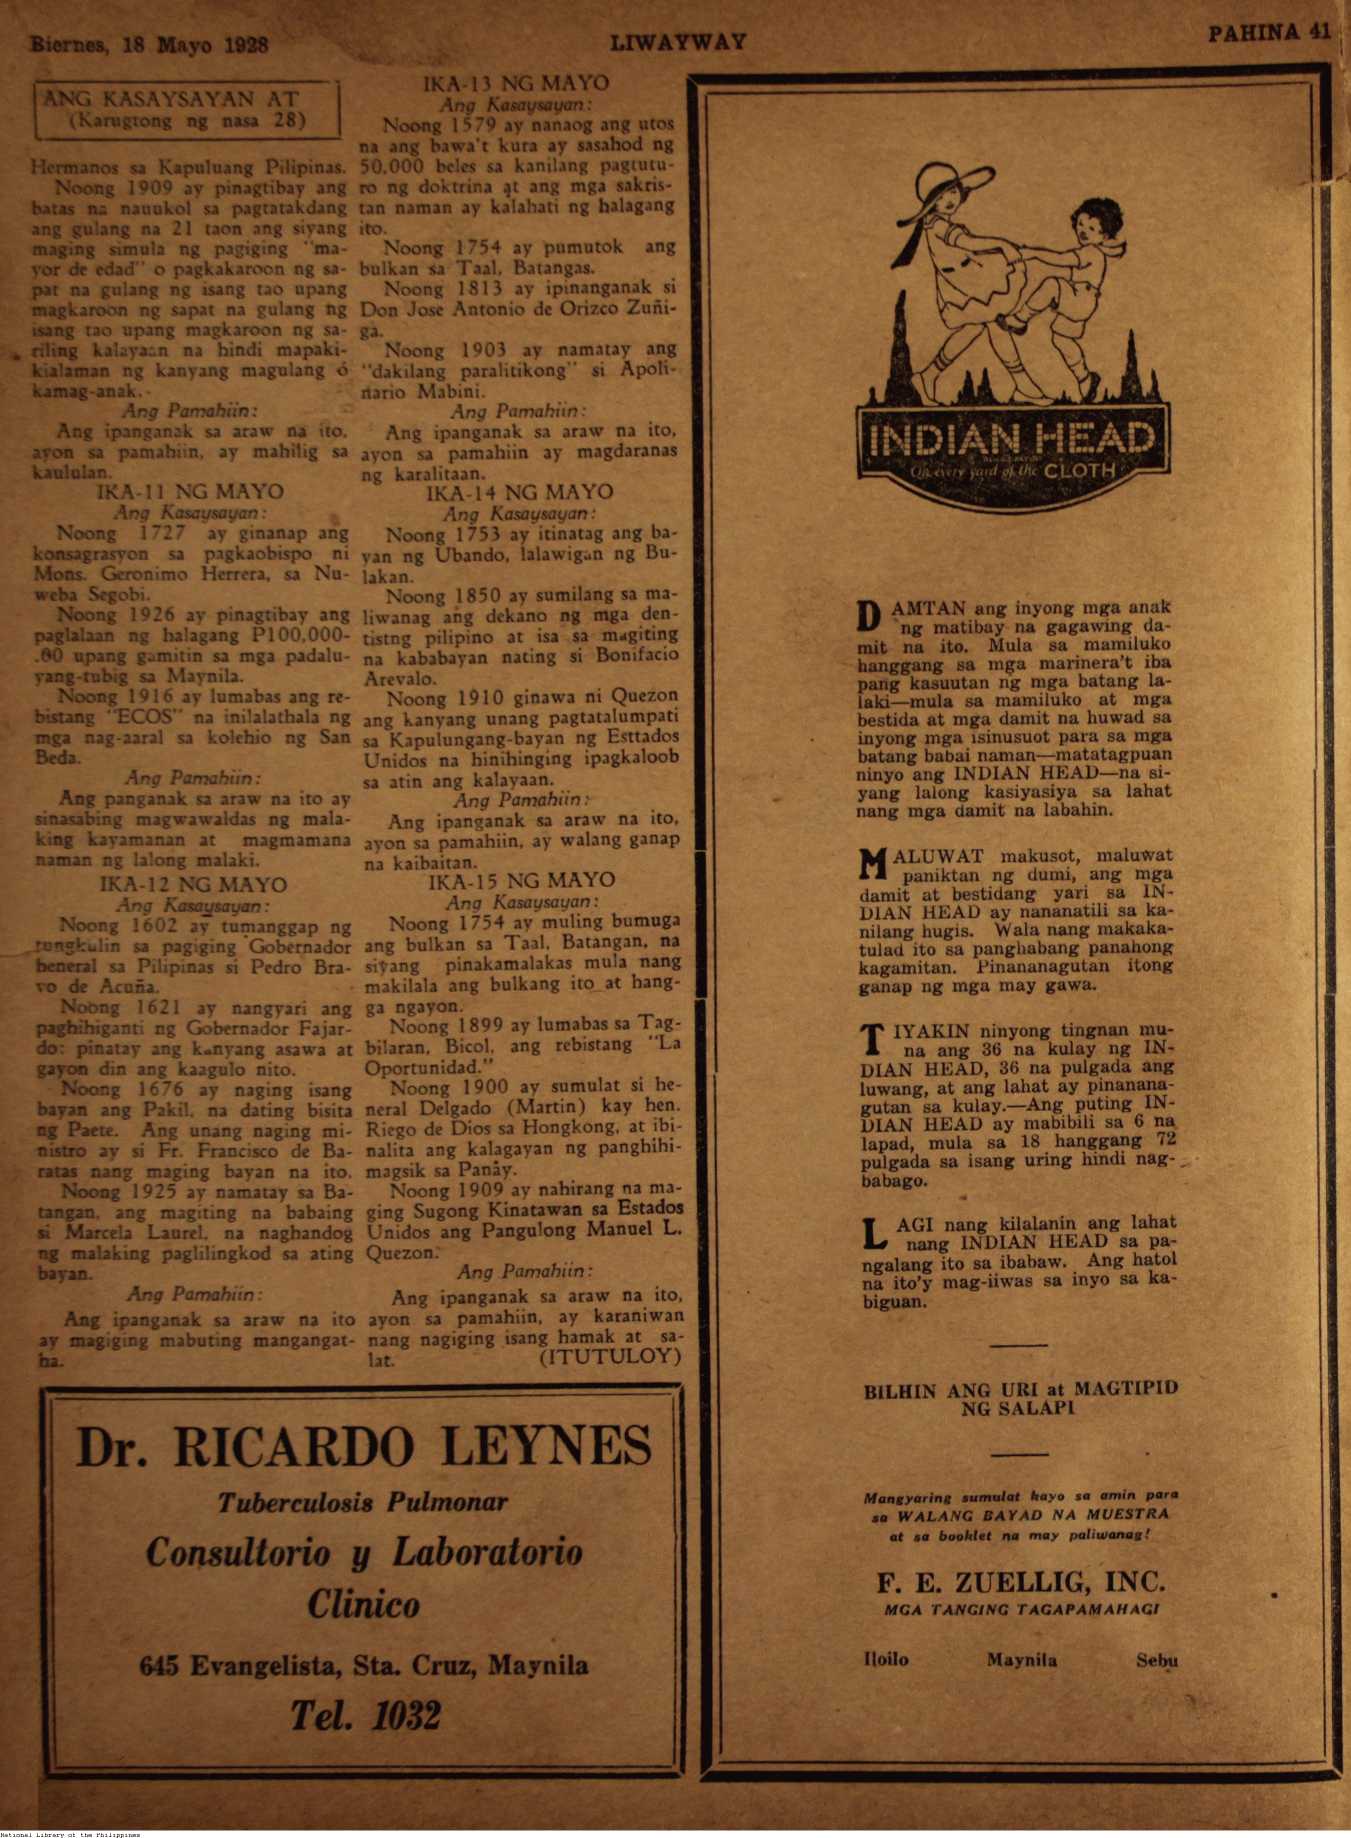 Biernes, 18 Mayo 1928
LIWAYWAY
PAHINA 41
ANG KASAYSAYAN AT
(Karugtong ng nasa 28)
Hermanos sa Kapuluang Pilipinas.
Noong 1909 ay pinagtibay ang
batas na nauukol sa pagtatakdang
ang gulang na 21 taon ang siyang
maging simula ng pagiging "ma-
yor de edad" o pagkakaroon ng sa-
pat na gulang ng isang tao upang
magkaroon ng sapat na gulang ng
isang tao upang magkaroon ng sa-
riling kalayaan na hindi mapaki-
kialaman ng kanyang magulang ó
kamag-anak.
Ang Pamahiin:
Ang ipanganak sa araw na ito,
ayon sa pamahiin, ay mahilig sa
kaululan.
IKA-11 NG MAYO
Ang Kasaysayan:
Noong 1727 ay ginanap ang
konsagrasyon sa pagkaobispo ni
Mons. Geronimo Herrera, sa Nu-
weba Segobi.
Noong 1926 ay pinagtibay ang
paglalaan ng halagang P100,000-
.00 upang gamitin sa mga padalu-
yang-tubig sa Maynila.
Noong 1916 ay lumabas ang re-
bistang "ECOS" na inilalathala ng
mga nag-aaral sa kolehio ng San
Beda.
Ang Pamahiin:
Ang panganak sa araw na ito ay
sinasabing magwawaldas ng mala-
king kayamanan at magmamana
naman ng lalong malaki.
IKA-12 NG MAYO
Ang Kasaysayan:
Noong 1602 ay tumanggap ng
tungkulin sa pagiging Gobernador
heneral sa Pilipinas si Pedro Bra-
vo de Acuña.
Noong 1621 ay nangyari ang
paghihiganti ng Gobernador Fajar-
do: pinatay ang kanyang asawa at
gayon din ang kaagulo nito.
Noong 1676 ay naging isang
bayan ang Pakil, na dating bisita
ng Paete. Ang unang naging mi-
nistro ay si Fr. Francisco de Ba-
ratas nang maging bayan na ito.
Noong 1925 ay namatay sa Ba-
tangan, ang magiting na babaing
si Marcela Laurel, na naghandog
ng malaking paglilingkod sa ating
bayan.
Ang Pamahiin:
Ang ipanganak sa araw na ito
ay magiging mabuting mangangat-
ha.
IKA-13 NG MAYO
Ang Kasaysayan:
Noong 1579 ay nanaog ang utos
na ang bawa't kura ay sasahod ng
50,000 beles sa kanilang pagtutu-
ro ng doktrina at ang mga sakris-
tan naman ay kalahati ng halagang
ito.
Noong 1754 ay pumutok ang
bulkan sa Taal, Batangas.
Noong 1813 ay ipinanganak si
Don Jose Antonio de Orizco Zuñi-
ga.
Noong 1903 ay namatay ang
"dakilang paralitikong" si Apoli-
nario Mabini.
Ang Pamahiin:
Ang ipanganak sa araw na ito,
ayon sa pamahiin ay magdaranas
ng karalitaan.
IKA-14 NG MAYO
Ang Kasaysayan:
Noong 1753 ay itinatag ang ba-
yan ng Ubando, lalawigan ng Bu-
lakan.
Noong 1850 ay sumilang sa ma-
liwanag ang dekano ng mga den-
tistng pilipino at isa sa magiting
na kababayan nating si Bonifacio
Arevalo.
Noong 1910 ginawa ni Quezon
ang kanyang unang pagtatalumpati
sa Kapulungang-bayan ng Esttados
Unidos na hinihinging ipagkaloob
sa atin ang kalayaan.
Ang Pamahiin:
Ang ipanganak sa araw na ito,
ayon sa pamahiin, ay walang ganap
na kaibaitan.
IKA-15 NG MAYO
Ang Kasaysayan:
Noong 1754 ay muling bumuga
ang bulkan sa Taal, Batangan, na
siyang pinakamalakas mula nang
makilala ang bulkang ito at hang-
ga ngayon.
Noong 1899 ay lumabas sa Tag-
bilaran, Bicol, ang rebistang "La
Oportunidad."
Noong 1900 ay sumulat si he-
neral Delgado (Martin) kay hen.
Riego de Dios sa Hongkong, at ibi-
nalita ang kalagayan ng panghihi-
magsik sa Panay.
Noong 1909 ay nahirang na ma-
ging Sugong Kinatawan sa Estados
Unidos ang Pangulong Manuel L.
Quezon.
Ang Pamahiin:
Ang ipanganak sa araw na ito,
ayon sa pamahiin, ay karaniwan
nang nagiging isang hamak at sa-
lat. (ITUTULOY)
Dr. RICARDO LEYNES
Tuberculosis Pulmonar
Consultorio y Laboratorio
Clinico
645 Evangelista, Sta. Cruz, Maynila
Tel. 1032
INDIAN HEAD
On every yard of the CLOTH
DAMTAN ang inyong mga anak
ng matibay na gagawing da-
mit na ito. Mula sa mamiluko
hanggang sa mga marinera't iba
pang kasuutan ng mga batang la-
laki—mula sa mamiluko at mga
bestida at mga damit na huwad sa
inyong mga isinusuot para sa mga
batang babai naman—matatagpuan
ninyo ang INDIAN HEAD—na si-
yang lalong kasiyasiya sa lahat
nang mga damit na labahin.
MALUWAT makusot, maluwat
paniktan ng dumi, ang mga
damit at bestidang yari sa IN-
DIAN HEAD ay nananatili sa ka-
nilang hugis. Wala nang makaka-
tulad ito sa panghabang panahong
kagamitan. Pinananagutan itong
ganap ng mga may gawa.
TIYAKIN ninyong tingnan mu-
na ang 36 na kulay ng IN-
DIAN HEAD, 36 na pulgada ang
luwang, at ang lahat ay pinanana-
gutan sa kulay.—Ang puting IN-
DIAN HEAD ay mabibili sa 6 na
lapad, mula sa 18 hanggang 72
pulgada sa isang uring hindi nag-
babago.
LAGI nang kilalanin ang lahat
nang INDIAN HEAD sa pa-
ngalang ito sa ibabaw. Ang hatol
na ito'y mag-iiwas sa inyo sa ka-
biguan.
BILHIN ANG URI at MAGTIPID
NG SALAPI
Mangyaring sumulat kayo sa amin para
sa WALANG BAYAD NA MUESTRA
at sa booklet na may paliwanag!
F. E. ZUELLIG, INC.
MGA TANGING TAGAPAMAHAGI
Iloilo Maynila Sebu
National Library of the Philippines